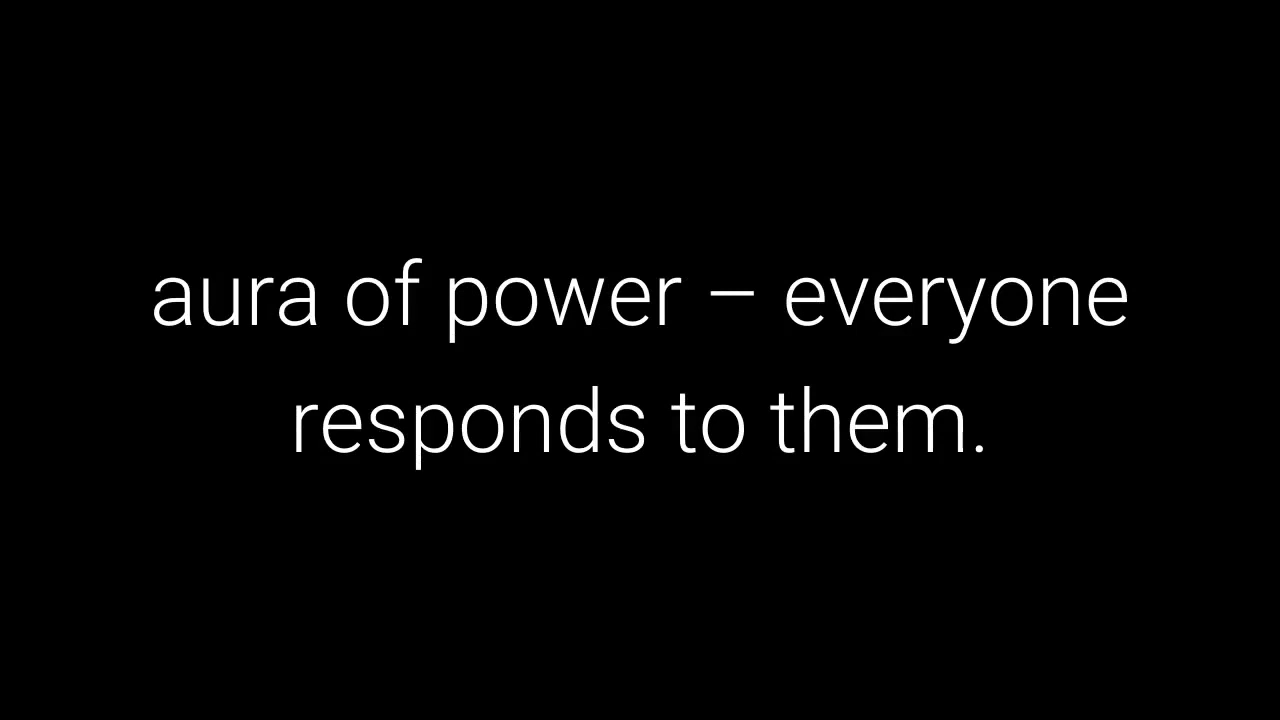 aura of power – everyone
responds to them.